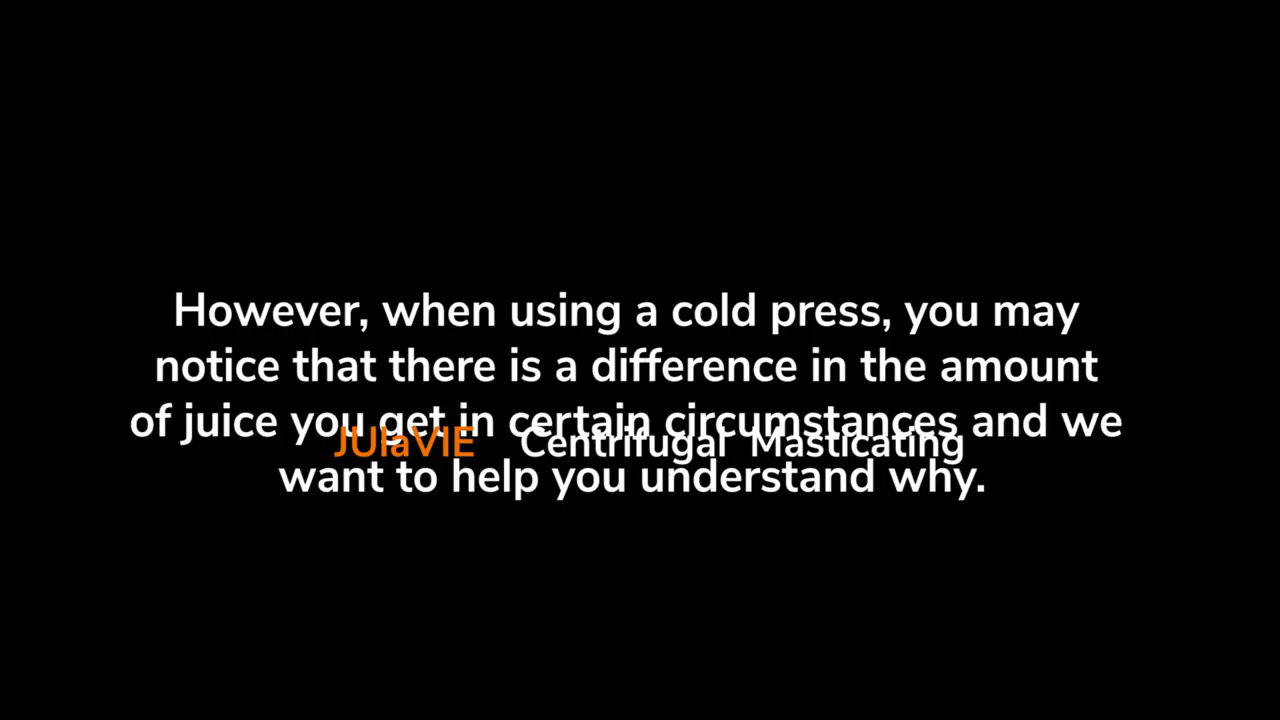 However, when using a cold press, you may
notice that there is a difference in the amount
of juice you get in certain circumstances and we
JUlaVIE Centrifugal Masticating
want to help you understand why.